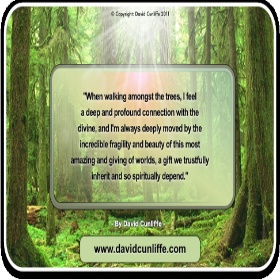 © Copyright David Cunliffe 2011
"When walking amongst the trees, I feel
a deep and profound connection with the
divine, and I'm always deeply moved by the
incredible fragility and beauty of this most
amazing and giving of worlds, a gift we trustfully
inherit and so spiritually depend."
- By David Cunliffe -
www.davidcunliffe.com